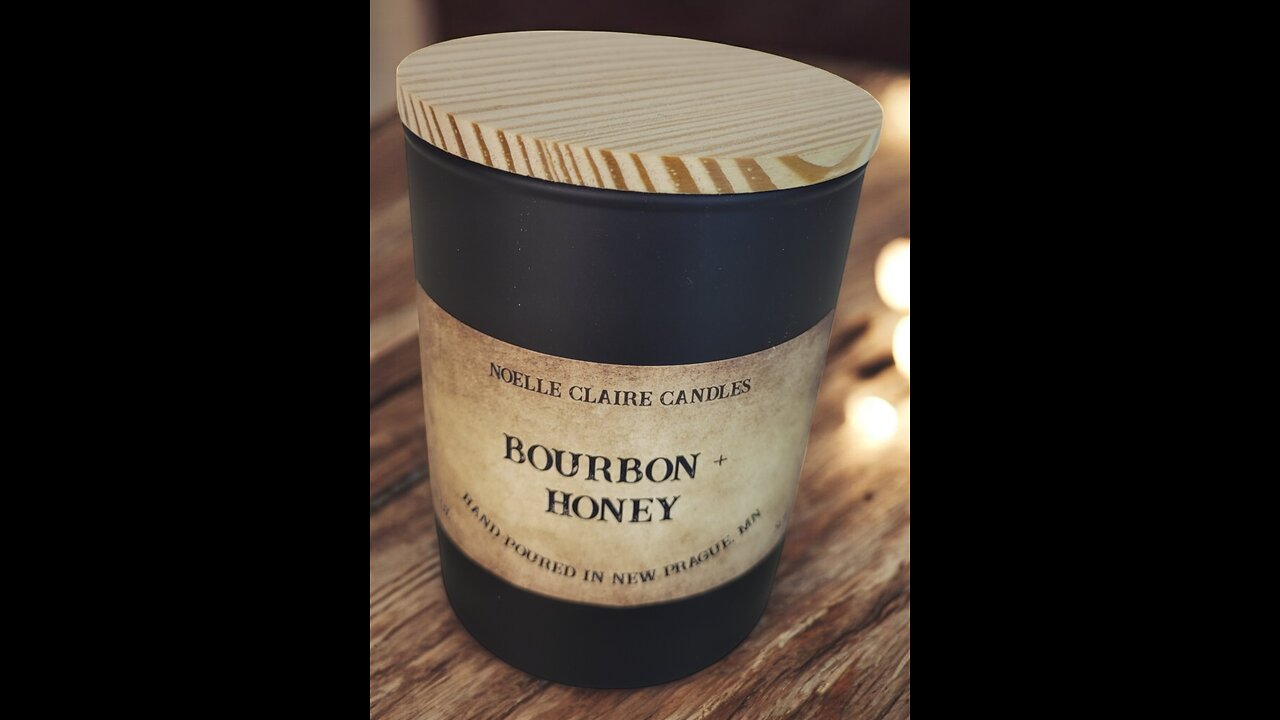 NOELLE CLAIRE CANDLES
BOURBON +
HONEY
HAND POURED IN NEW PRAGUE, MN